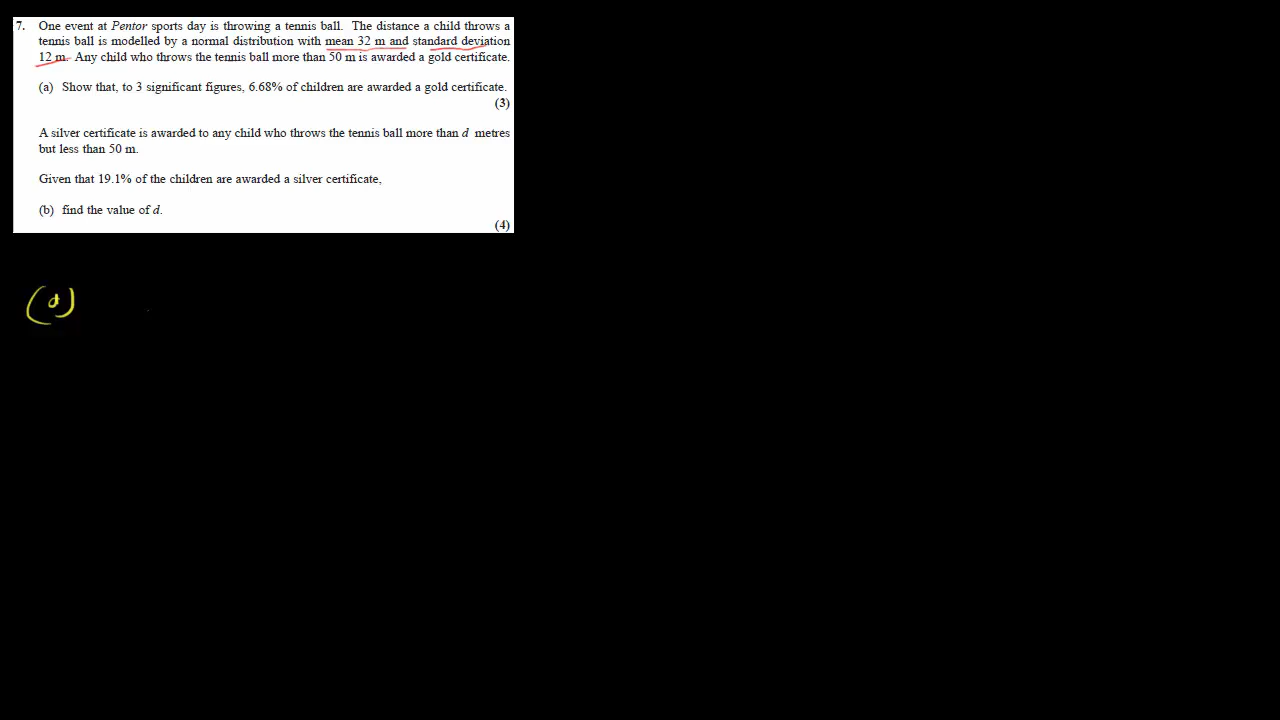 7. One event at Pentor sports day is throwing a tennis ball. The distance a child throws a
tennis ball is modelled by a normal distribution with mean 32 m and standard deviation
12 m. Any child who throws the tennis ball more than 50 m is awarded a gold certificate.
(a) Show that, to 3 significant figures, 6.68% of children are awarded a gold certificate.
(3)
A silver certificate is awarded to any child who throws the tennis ball more than d metres
but less than 50 m.
Given that 19.1% of the children are awarded a silver certificate,
(b) find the value of d.
(4)
(a)